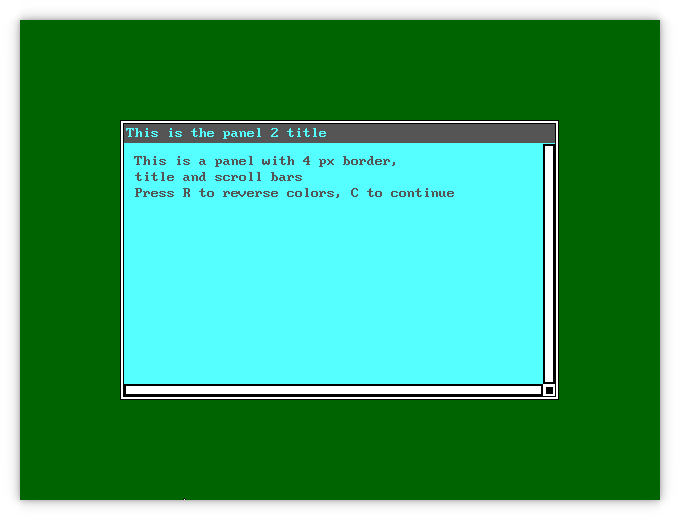 This is the panel 2 title
This is a panel with 4 px border,
title and scroll bars
Press R to reverse colors, C to continue